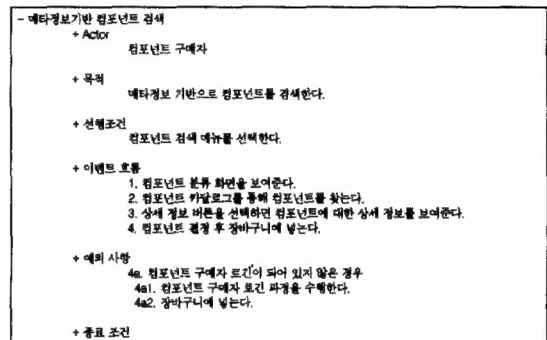 - 메타정보기반 컴포넌트 검색
+ Actor
컴포넌트 구매자
+ 목적
메타정보 기반으로 컴포넌트를 검색한다.
+ 선행조건
컴포넌트 검색 메뉴를 선택한다.
+ 이벤트 흐름
1. 컴포넌트 분류 화면을 보여준다.
2. 컴포넌트 카달로그를 통해 컴포넌트를 찾는다.
3. 상세 정보 버튼을 선택하면 컴포넌트에 대한 상세 정보를 보여준다.
4. 컴포넌트 결정 후 장바구니에 넣는다.
+ 예외 사항
4a. 컴포넌트 구매자 로긴이 되어 있지 않은 경우
4a1. 컴포넌트 구매자 로긴 과정을 수행한다.
4a2. 장바구니에 넣는다.
+ 종료 조건